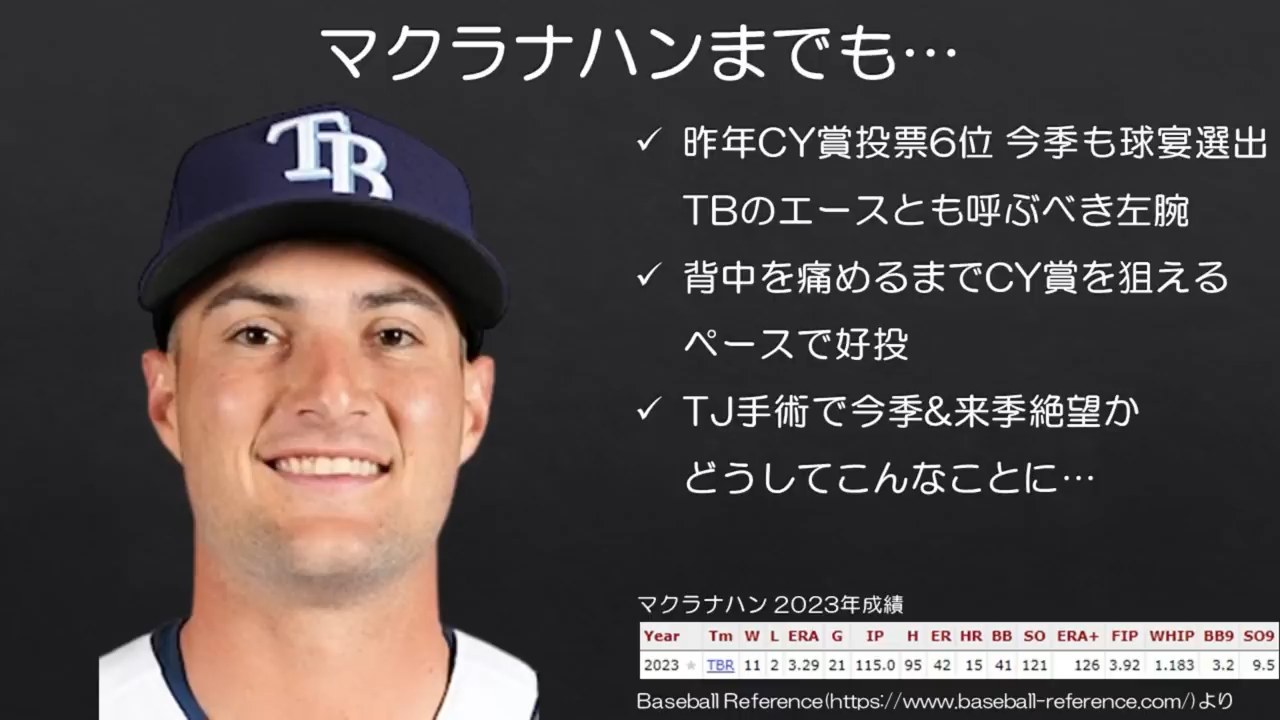 マクラナハンまでも…
TB
✓ 昨年CY賞投票6位 今季も球宴選出
TBのエースとも呼ぶべき左腕
✓ 背中を痛めるまでCY賞を狙える
ペースで好投
✓ TJ手術で今季&来季絶望か
どうしてこんなことに…
マクラナハン 2023年成績
Year Tm W L ERA G IP H ER HR BB SO ERA+ FIP WHIP BB9 SO9
2023 ★ TBR 11 2 3.29 21 115.0 95 42 15 41 121 126 3.92 1.183 3.2 9.5
Baseball Reference(https://www.baseball-reference.com/)より